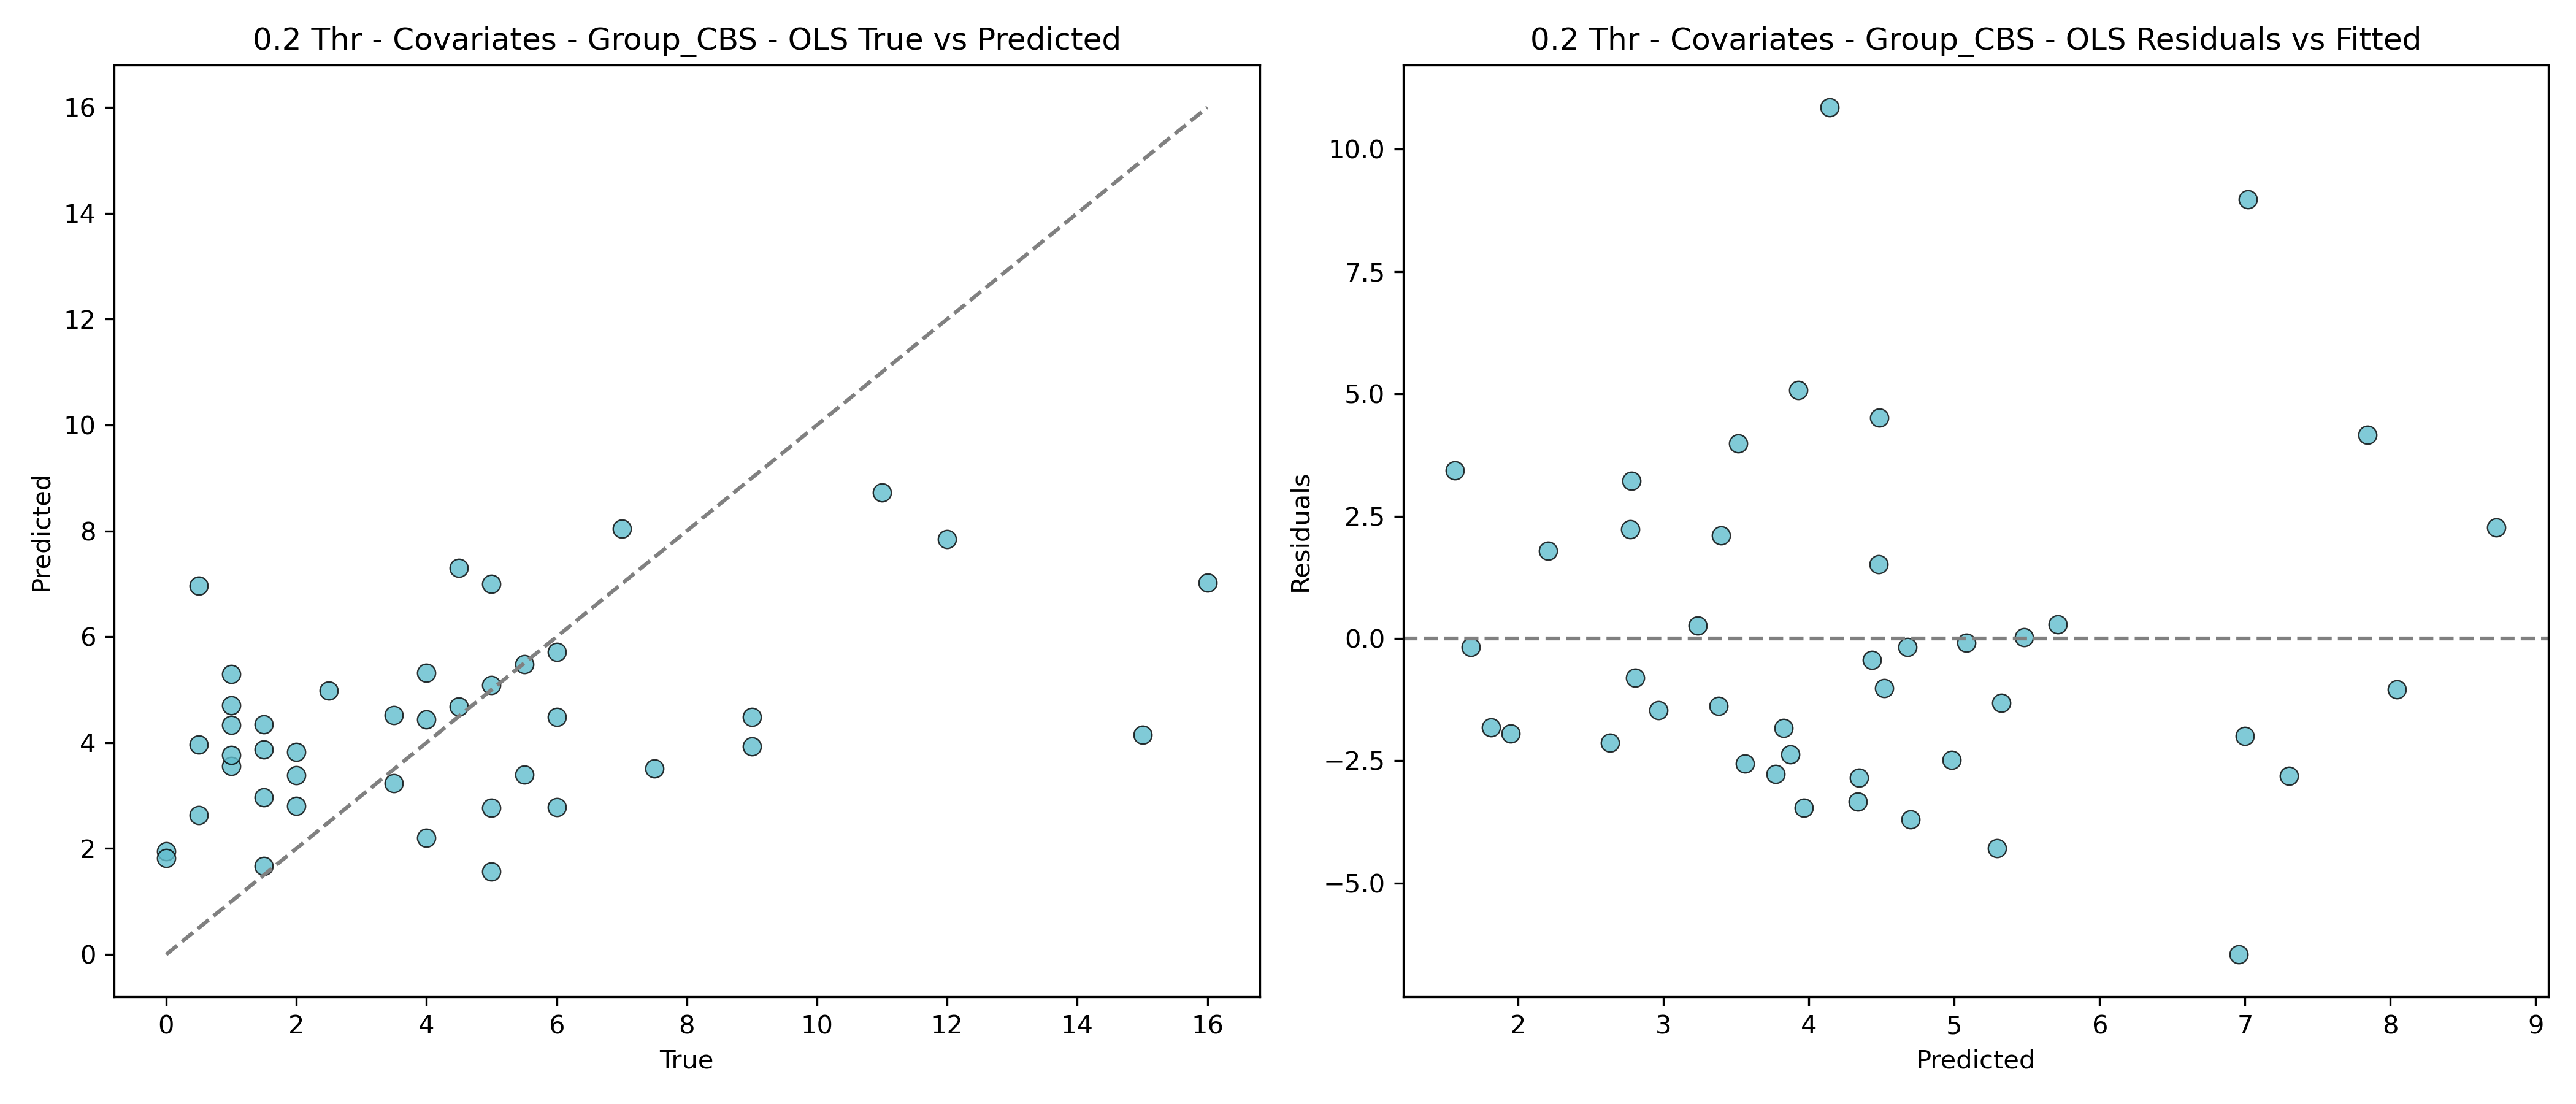 0.2 Thr - Covariates - Group_CBS - OLS True vs Predicted
16
14
12
10
8
6
4
2
0
Predicted
0 2 4 6 8 10 12 14 16
True
0.2 Thr - Covariates - Group_CBS - OLS Residuals vs Fitted
10.0
7.5
5.0
2.5
0.0
−2.5
−5.0
Residuals
2 3 4 5 6 7 8 9
Predicted